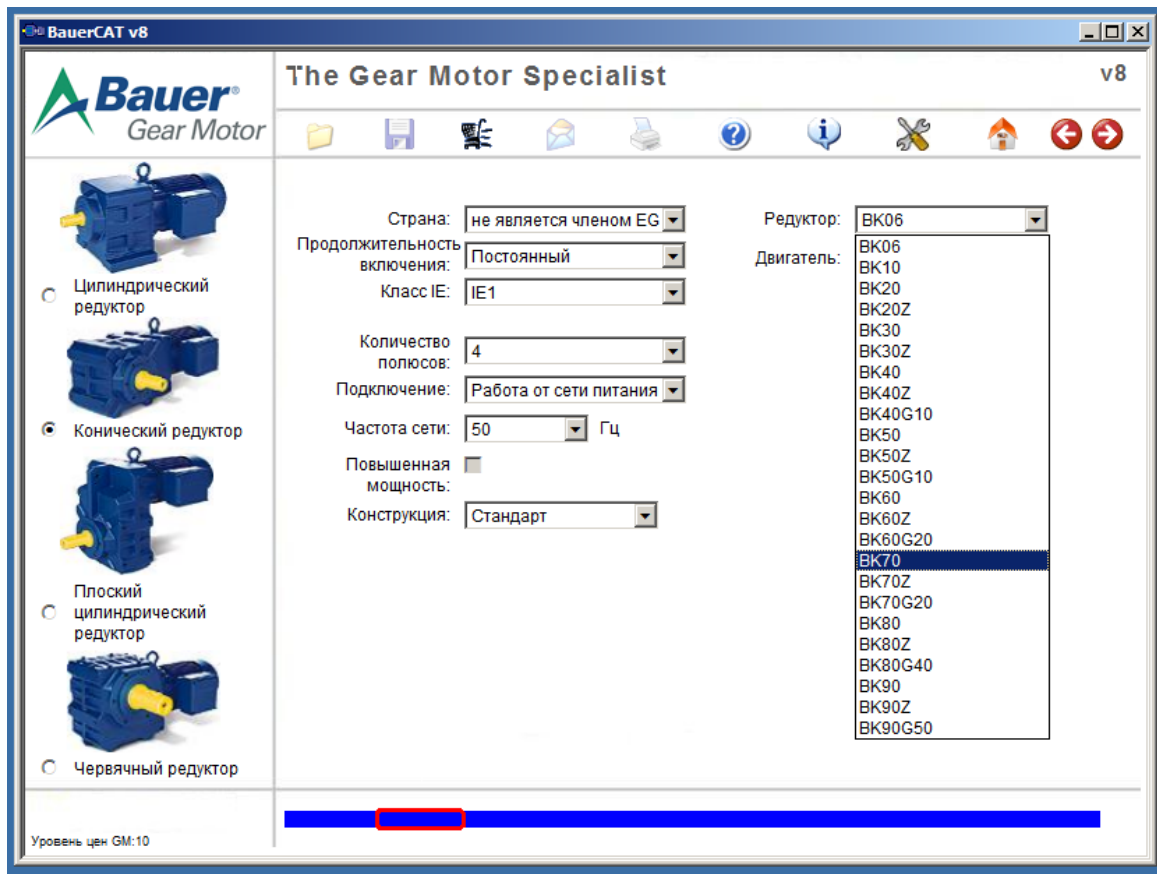 BauerCAT v8
Bauer®
Gear Motor
The Gear Motor Specialist
v8
Цилиндрический
редуктор
Конический редуктор
Плоский
цилиндрический
редуктор
Червячный редуктор
Страна: не является членом EG
Продолжительность
включения: Постоянный
Класс IE: IE1
Количество
полюсов: 4
Подключение: Работа от сети питания
Частота сети: 50 Гц
Повышенная
мощность:
Конструкция: Стандарт
Редуктор: BK06
Двигатель:
BK06
BK10
BK20
BK20Z
BK30
BK30Z
BK40
BK40Z
BK40G10
BK50
BK50Z
BK50G10
BK60
BK60Z
BK60G20
BK70
BK70Z
BK70G20
BK80
BK80Z
BK80G40
BK90
BK90Z
BK90G50
Уровень цен GM:10